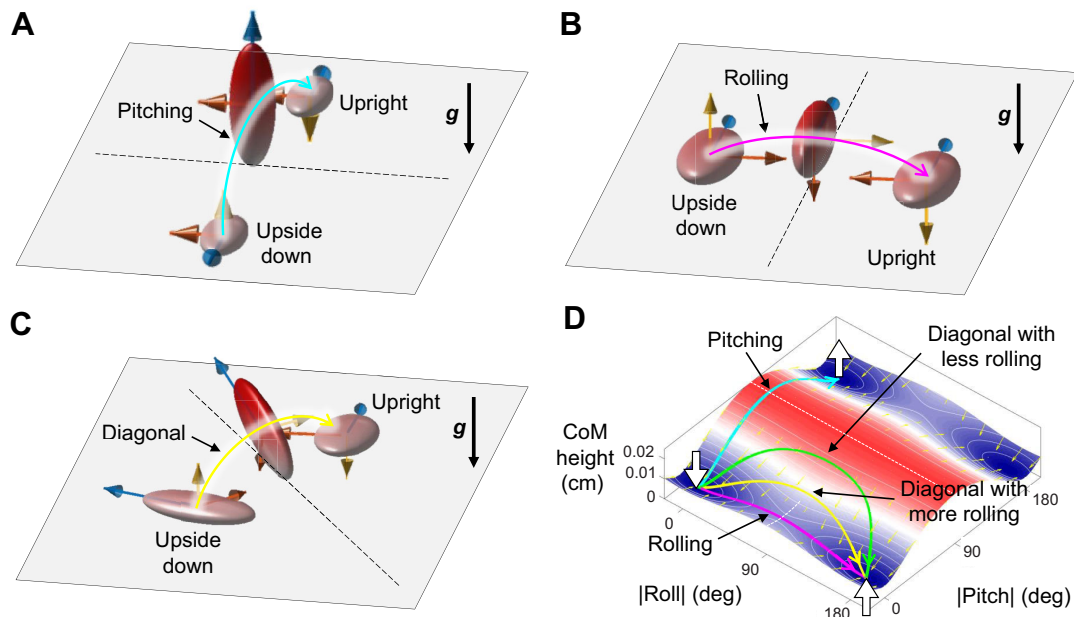 A
Pitching
Upright
g
Upside
down
B
Rolling
g
Upside
down
Upright
C
Diagonal
Upright
g
Upside
down
D
Pitching
Diagonal with
less rolling
CoM
height
(cm)
0.02
0.01
0
Diagonal with
more rolling
Rolling
0
90
180
|Roll| (deg)
0
90
180
|Pitch| (deg)